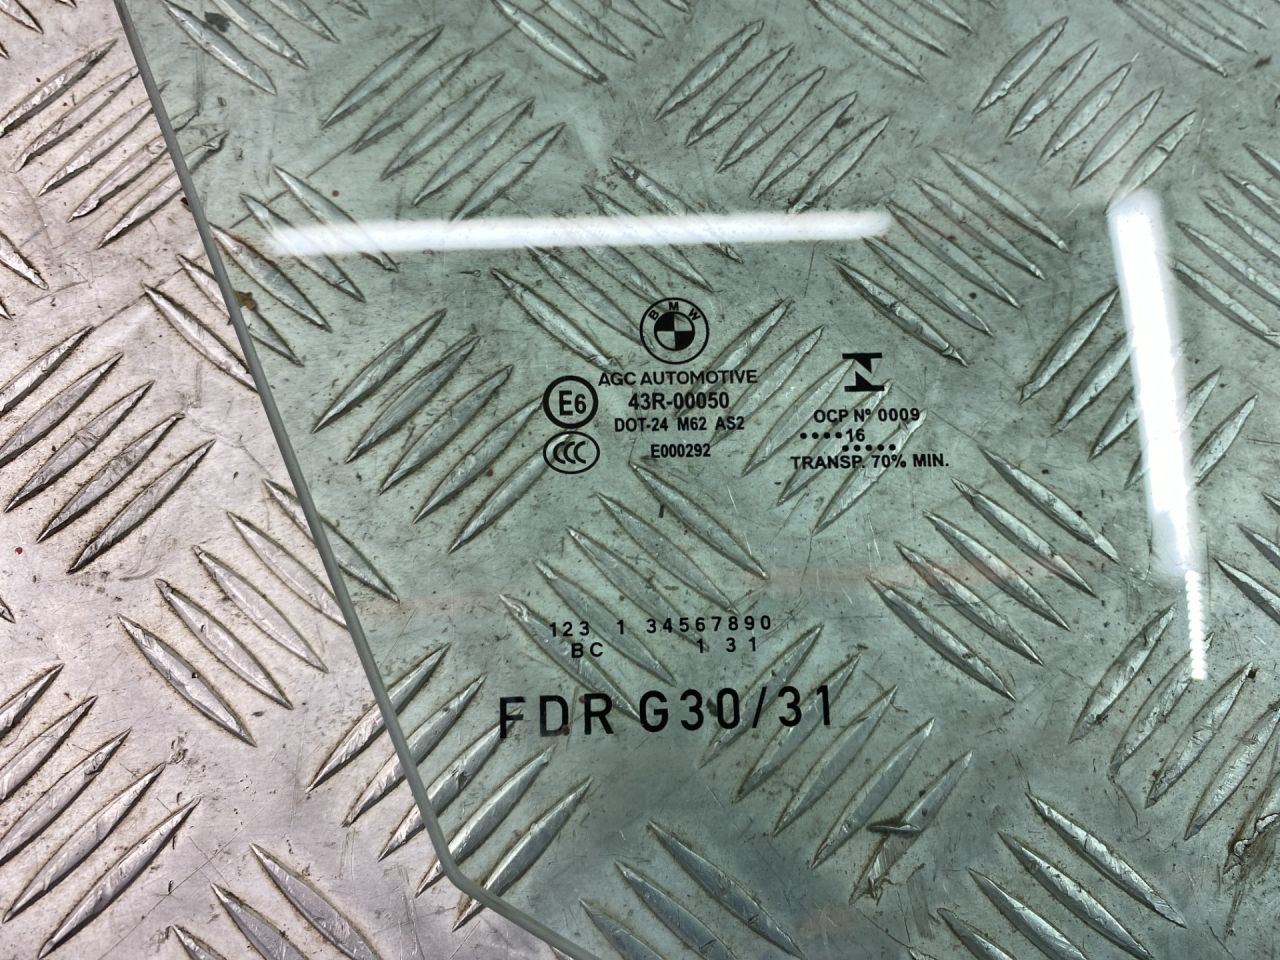 BMW
AGC AUTOMOTIVE
E6
43R-00050
DOT-24 M62 AS2
CCC
E000292
OCP Nº 0009
••••16
•••••
TRANSP. 70% MIN.
123 1 34567890
BC 1 31
FDR G30/31